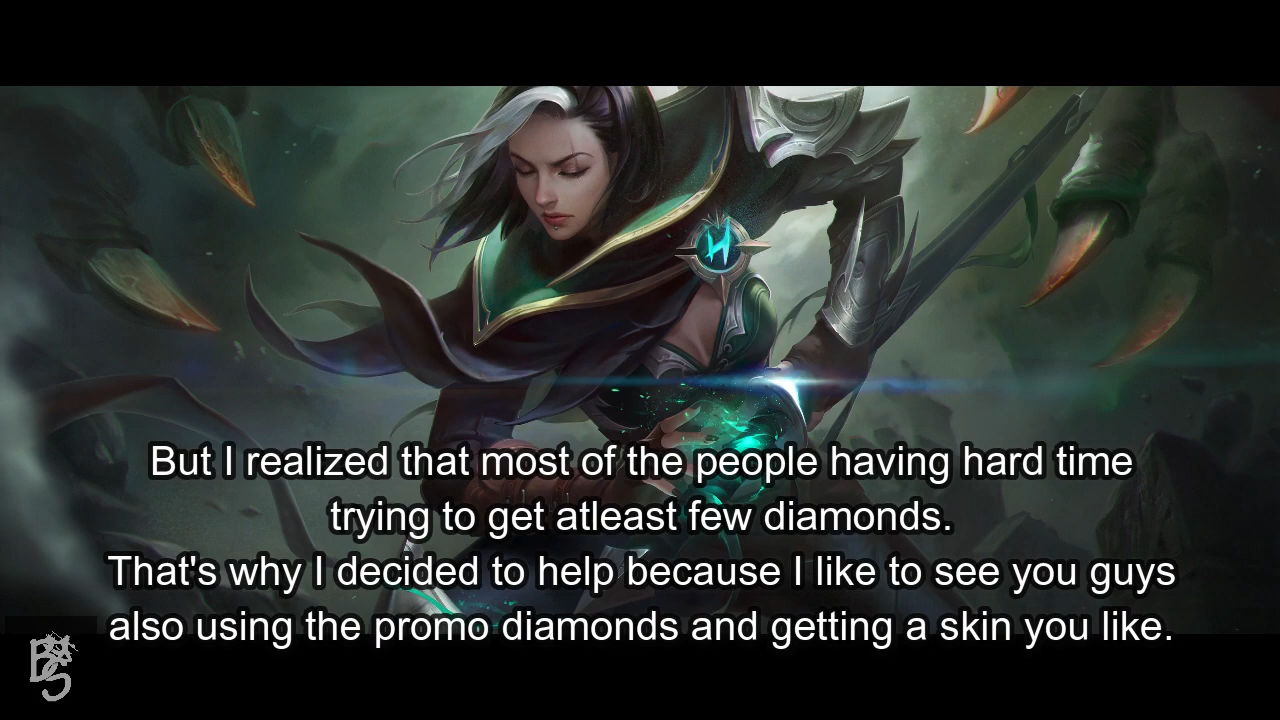 But I realized that most of the people having hard time
trying to get atleast few diamonds.
That's why I decided to help because I like to see you guys
also using the promo diamonds and getting a skin you like.